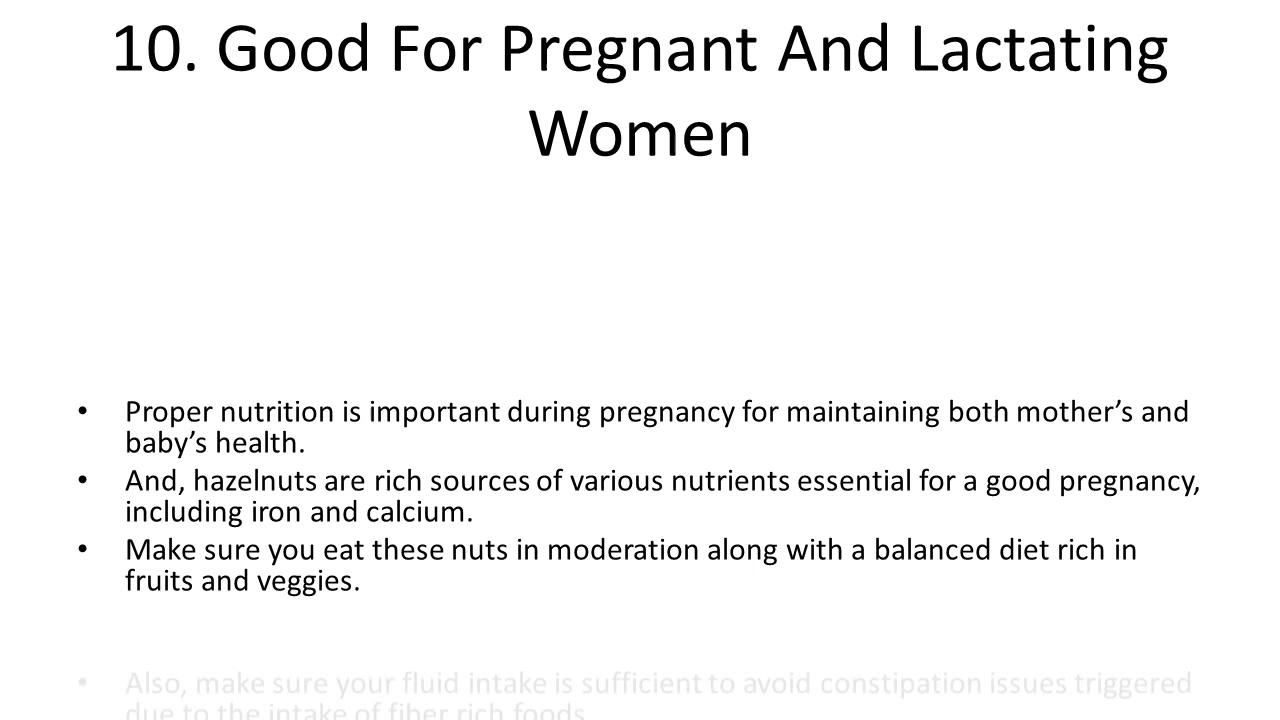 10. Good For Pregnant And Lactating
Women
• Proper nutrition is important during pregnancy for maintaining both mother’s and
baby’s health.
• And, hazelnuts are rich sources of various nutrients essential for a good pregnancy,
including iron and calcium.
• Make sure you eat these nuts in moderation along with a balanced diet rich in
fruits and veggies.
• Also, make sure your fluid intake is sufficient to avoid constipation issues triggered
due to the intake of fiber rich foods